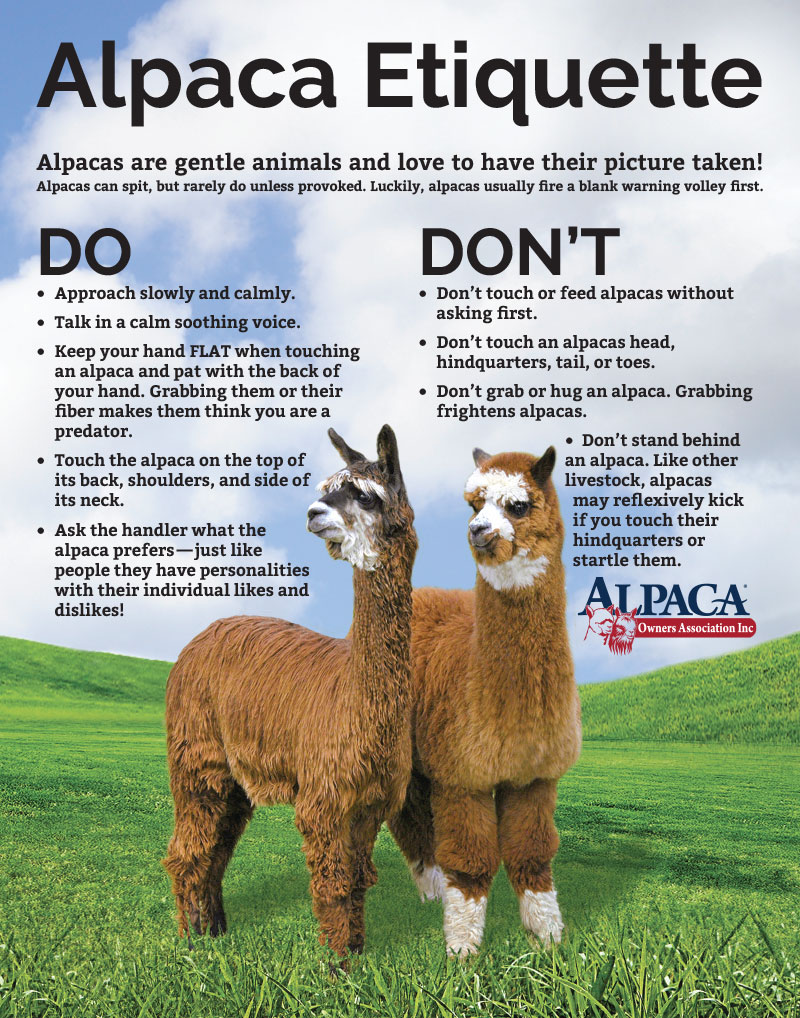 Alpaca Etiquette
Alpacas are gentle animals and love to have their picture taken!
Alpacas can spit, but rarely do unless provoked. Luckily, alpacas usually fire a blank warning volley first.
DO
• Approach slowly and calmly.
• Talk in a calm soothing voice.
• Keep your hand FLAT when touching
an alpaca and pat with the back of
your hand. Grabbing them or their
fiber makes them think you are a
predator.
• Touch the alpaca on the top of
its back, shoulders, and side of
its neck.
• Ask the handler what the
alpaca prefers—just like
people they have personalities
with their individual likes and
dislikes!
DON'T
• Don't touch or feed alpacas without
asking first.
• Don't touch an alpacas head,
hindquarters, tail, or toes.
• Don't grab or hug an alpaca. Grabbing
frightens alpacas.
• Don't stand behind
an alpaca. Like other
livestock, alpacas
may reflexively kick
if you touch their
hindquarters or
startle them.
ALPACA®
Owners Association Inc